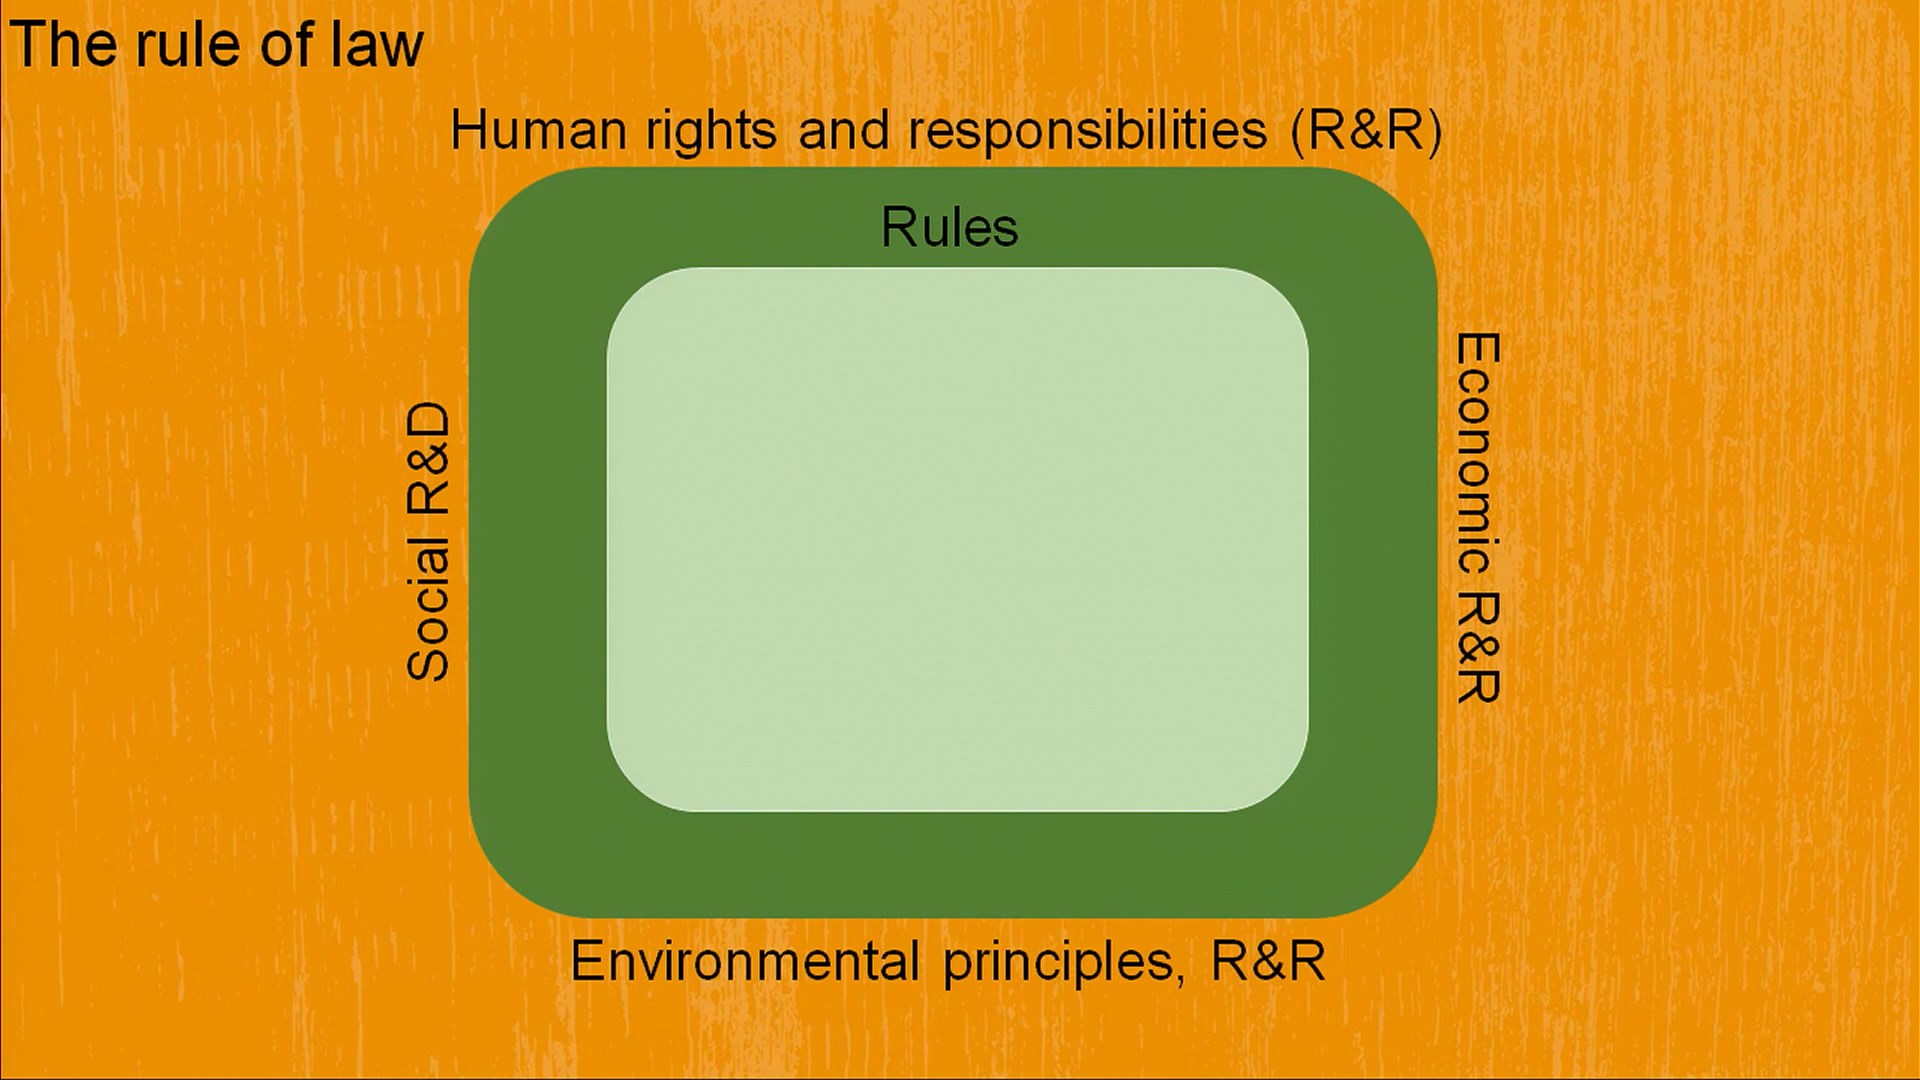 The rule of law
Human rights and responsibilities (R&R)
Rules
Social R&D
Economic R&R
Environmental principles, R&R